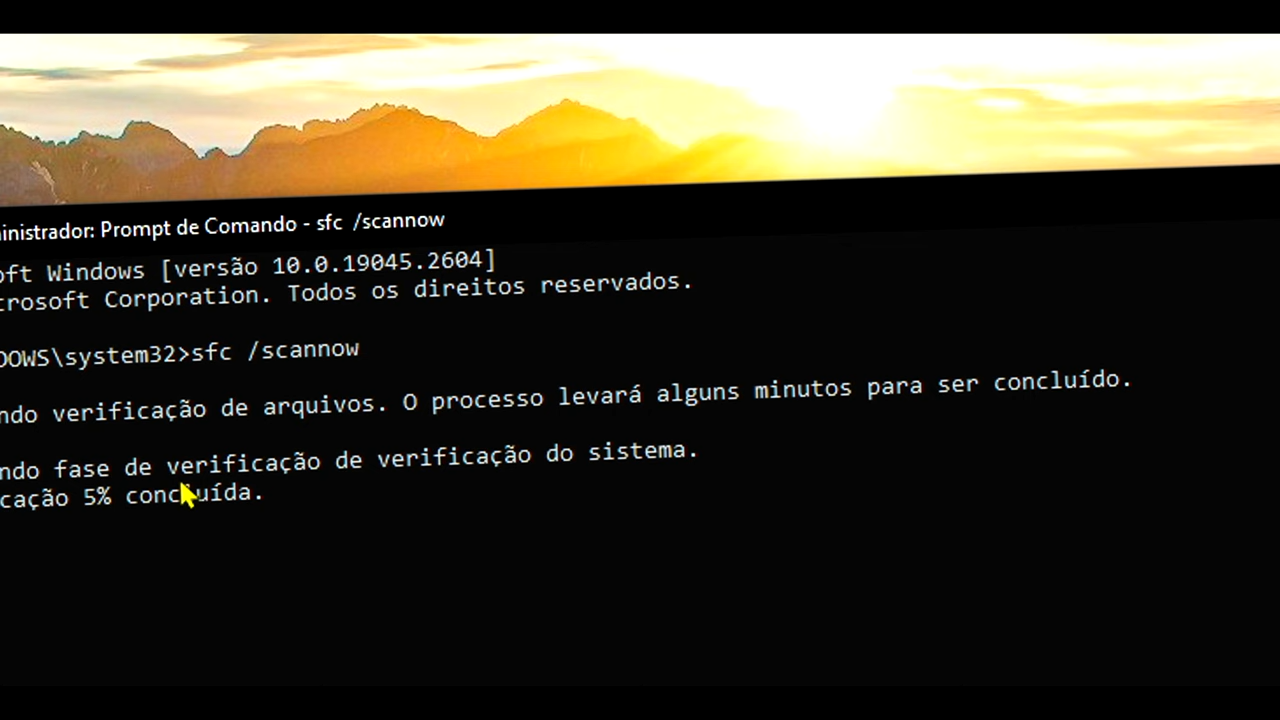 inistrador: Prompt de Comando - sfc /scannow
oft Windows [versão 10.0.19045.2604]
crosoft Corporation. Todos os direitos reservados.
DOWS\system32>sfc /scannow
ndo verificação de arquivos. O processo levará alguns minutos para ser concluído.
ndo fase de verificação de verificação do sistema.
cação 5% concluída.